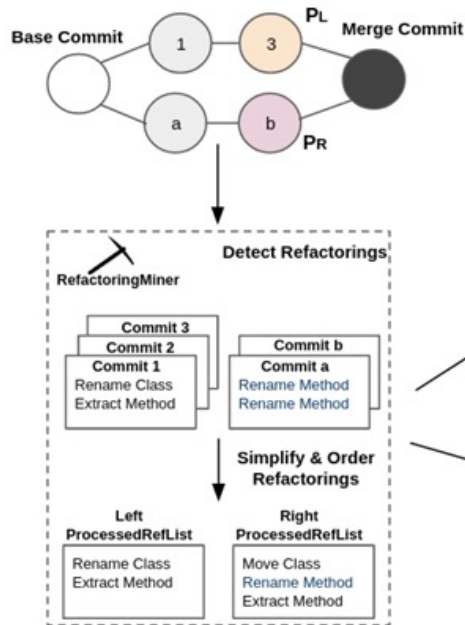 PL
Base Commit
1
3
Merge Commit
a
b
PR
Detect Refactorings
RefactoringMiner
Commit 3
Commit 2
Commit 1
Rename Class
Extract Method
Commit b
Commit a
Rename Method
Rename Method
Simplify & Order
Refactorings
Left
ProcessedRefList
Rename Class
Extract Method
Right
ProcessedRefList
Move Class
Rename Method
Extract Method